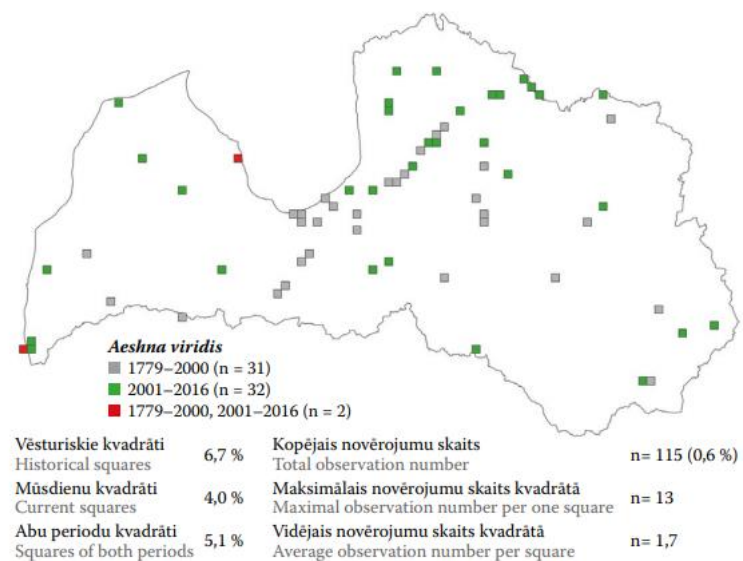 Aeshna viridis
1779–2000 (n = 31)
2001–2016 (n = 32)
1779–2000, 2001–2016 (n = 2)
Vēsturiskie kvadrāti
Historical squares
6,7 %
Kopējais novērojumu skaits
Total observation number
n= 115 (0,6 %)
Mūsdienu kvadrāti
Current squares
4,0 %
Maksimālais novērojumu skaits kvadrātā
Maximal observation number per one square
n= 13
Abu periodu kvadrāti
Squares of both periods
5,1 %
Vidējais novērojumu skaits kvadrātā
Average observation number per square
n= 1,7